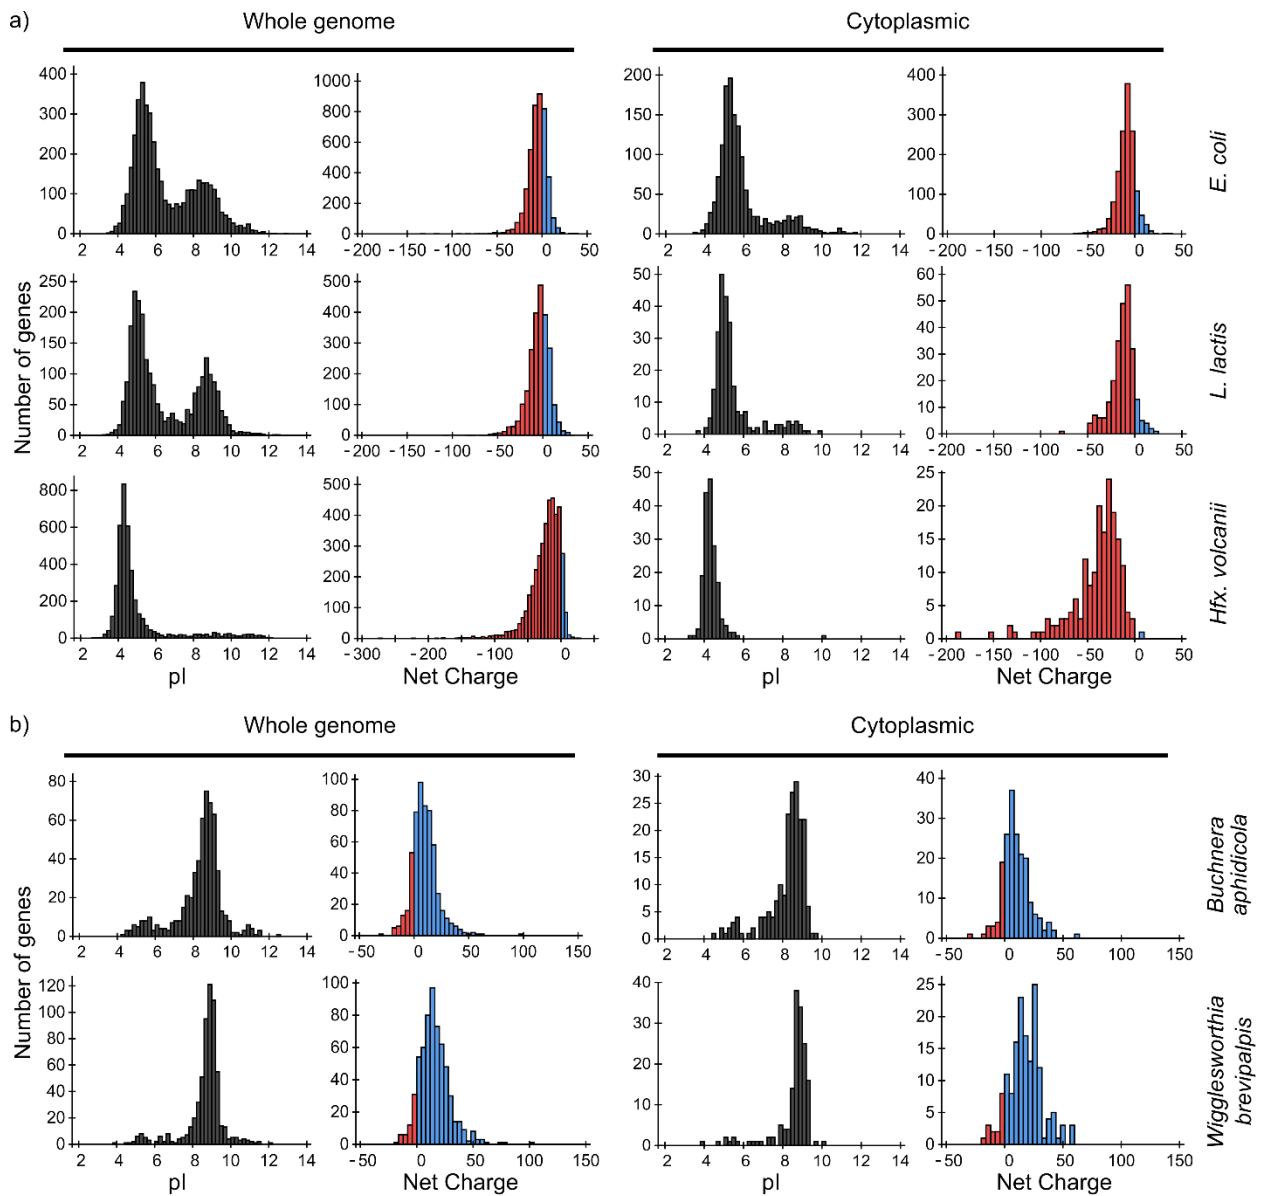 a)
Whole genome
Cytoplasmic
400
300
200
100
0
2 4 6 8 10 12 14
1000
800
600
400
200
0
-200 -150 -100 -50 0 50
200
150
100
50
0
2 4 6 8 10 12 14
400
300
200
100
0
-200 -150 -100 -50 0 50
E. coli
Number of genes
250
200
150
100
50
0
2 4 6 8 10 12 14
500
400
300
200
100
0
-200 -150 -100 -50 0 50
50
40
30
20
10
0
2 4 6 8 10 12 14
60
50
40
30
20
10
0
-200 -150 -100 -50 0 50
L. lactis
800
600
400
200
0
2 4 6 8 10 12 14
pI
500
400
300
200
100
0
-300 -200 -100 0
Net Charge
50
40
30
20
10
0
2 4 6 8 10 12 14
pI
25
20
15
10
5
0
-200 -150 -100 -50 0 50
Net Charge
Hfx. volcanii
b)
Whole genome
Cytoplasmic
80
60
40
20
0
2 4 6 8 10 12 14
100
80
60
40
20
0
-50 0 50 100 150
30
25
20
15
10
5
0
2 4 6 8 10 12 14
40
30
20
10
0
-50 0 50 100 150
Buchnera
aphidicola
Number of genes
120
100
80
60
40
20
0
2 4 6 8 10 12 14
pI
100
80
60
40
20
0
-50 0 50 100 150
Net Charge
40
30
20
10
0
2 4 6 8 10 12 14
pI
25
20
15
10
5
0
-50 0 50 100 150
Net Charge
Wigglesworthia
brevipalpis